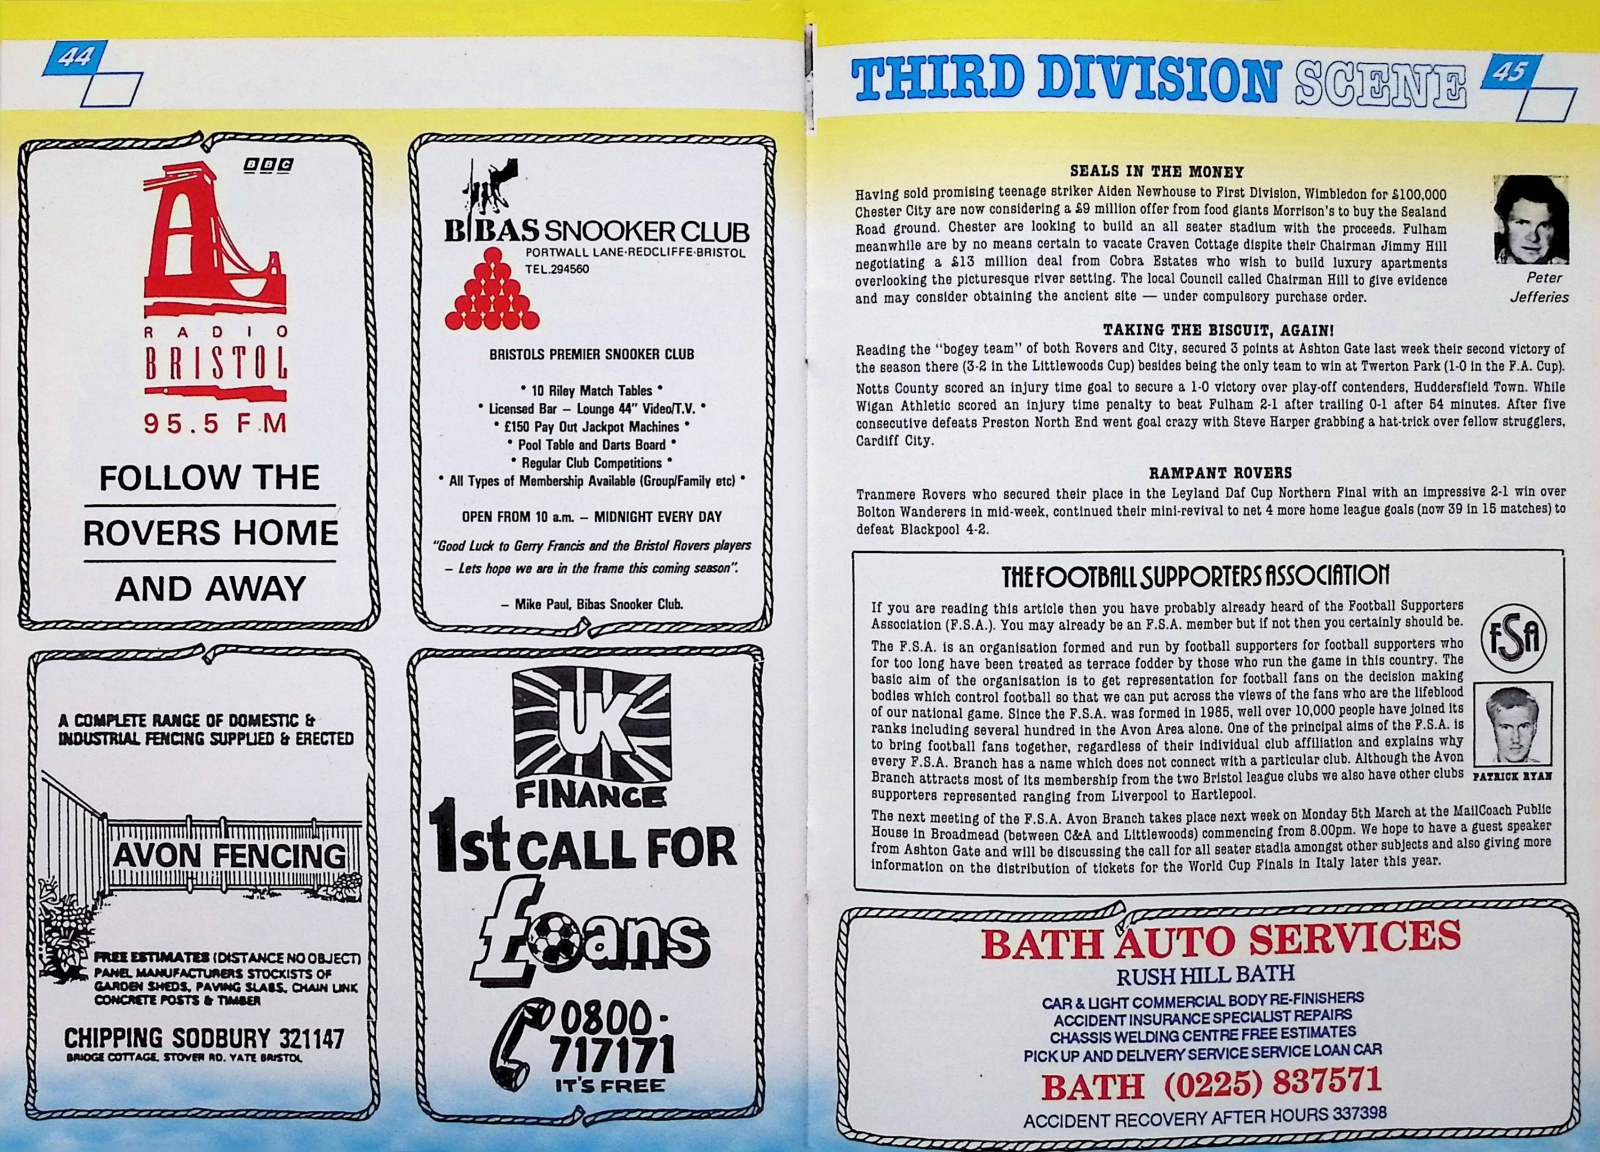 44
BBC
RADIO
BRISTOL
95.5 FM
FOLLOW THE
ROVERS HOME
AND AWAY
BIBAS SNOOKER CLUB
PORTWALL LANE·REDCLIFFE·BRISTOL
TEL.294560
BRISTOLS PREMIER SNOOKER CLUB
* 10 Riley Match Tables *
* Licensed Bar – Lounge 44" Video/T.V. *
* £150 Pay Out Jackpot Machines *
* Pool Table and Darts Board *
* Regular Club Competitions *
* All Types of Membership Available (Group/Family etc) *
OPEN FROM 10 a.m. – MIDNIGHT EVERY DAY
"Good Luck to Gerry Francis and the Bristol Rovers players
– Lets hope we are in the frame this coming season".
– Mike Paul, Bibas Snooker Club.
A COMPLETE RANGE OF DOMESTIC &
INDUSTRIAL FENCING SUPPLIED & ERECTED
AVON FENCING
FREE ESTIMATES (DISTANCE NO OBJECT)
PANEL MANUFACTURERS STOCKISTS OF
GARDEN SHEDS, PAVING SLABS, CHAIN LINK
CONCRETE POSTS & TIMBER
CHIPPING SODBURY 321147
BRIDGE COTTAGE, STOVER RD. YATE BRISTOL
UK
FINANCE
1st CALL FOR
£oans
0800-
717171
IT'S FREE
THIRD DIVISION SCENE
45
SEALS IN THE MONEY
Having sold promising teenage striker Aiden Newhouse to First Division, Wimbledon for £100,000
Chester City are now considering a £9 million offer from food giants Morrison's to buy the Sealand
Road ground. Chester are looking to build an all seater stadium with the proceeds. Fulham
meanwhile are by no means certain to vacate Craven Cottage dispite their Chairman Jimmy Hill
negotiating a £13 million deal from Cobra Estates who wish to build luxury apartments
overlooking the picturesque river setting. The local Council called Chairman Hill to give evidence
and may consider obtaining the ancient site — under compulsory purchase order.
Peter
Jefferies
TAKING THE BISCUIT, AGAIN!
Reading the "bogey team" of both Rovers and City, secured 3 points at Ashton Gate last week their second victory of
the season there (3-2 in the Littlewoods Cup) besides being the only team to win at Twerton Park (1-0 in the F.A. Cup).
Notts County scored an injury time goal to secure a 1-0 victory over play-off contenders, Huddersfield Town. While
Wigan Athletic scored an injury time penalty to beat Fulham 2-1 after trailing 0-1 after 54 minutes. After five
consecutive defeats Preston North End went goal crazy with Steve Harper grabbing a hat-trick over fellow strugglers,
Cardiff City.
RAMPANT ROVERS
Tranmere Rovers who secured their place in the Leyland Daf Cup Northern Final with an impressive 2-1 win over
Bolton Wanderers in mid-week, continued their mini-revival to net 4 more home league goals (now 39 in 15 matches) to
defeat Blackpool 4-2.
THE FOOTBALL SUPPORTERS ASSOCIATION
If you are reading this article then you have probably already heard of the Football Supporters
Association (F.S.A.). You may already be an F.S.A. member but if not then you certainly should be.
The F.S.A. is an organisation formed and run by football supporters for football supporters who
for too long have been treated as terrace fodder by those who run the game in this country. The
basic aim of the organisation is to get representation for football fans on the decision making
bodies which control football so that we can put across the views of the fans who are the lifeblood
of our national game. Since the F.S.A. was formed in 1985, well over 10,000 people have joined its
ranks including several hundred in the Avon Area alone. One of the principal aims of the F.S.A. is
to bring football fans together, regardless of their individual club affiliation and explains why
every F.S.A. Branch has a name which does not connect with a particular club. Although the Avon
Branch attracts most of its membership from the two Bristol league clubs we also have other clubs
supporters represented ranging from Liverpool to Hartlepool.
FSA
PATRICK RYAN
The next meeting of the F.S.A. Avon Branch takes place next week on Monday 5th March at the MailCoach Public
House in Broadmead (between C&A and Littlewoods) commencing from 8.00pm. We hope to have a guest speaker
from Ashton Gate and will be discussing the call for all seater stadia amongst other subjects and also giving more
information on the distribution of tickets for the World Cup Finals in Italy later this year.
BATH AUTO SERVICES
RUSH HILL BATH
CAR & LIGHT COMMERCIAL BODY RE-FINISHERS
ACCIDENT INSURANCE SPECIALIST REPAIRS
CHASSIS WELDING CENTRE FREE ESTIMATES
PICK UP AND DELIVERY SERVICE SERVICE LOAN CAR
BATH (0225) 837571
ACCIDENT RECOVERY AFTER HOURS 337398